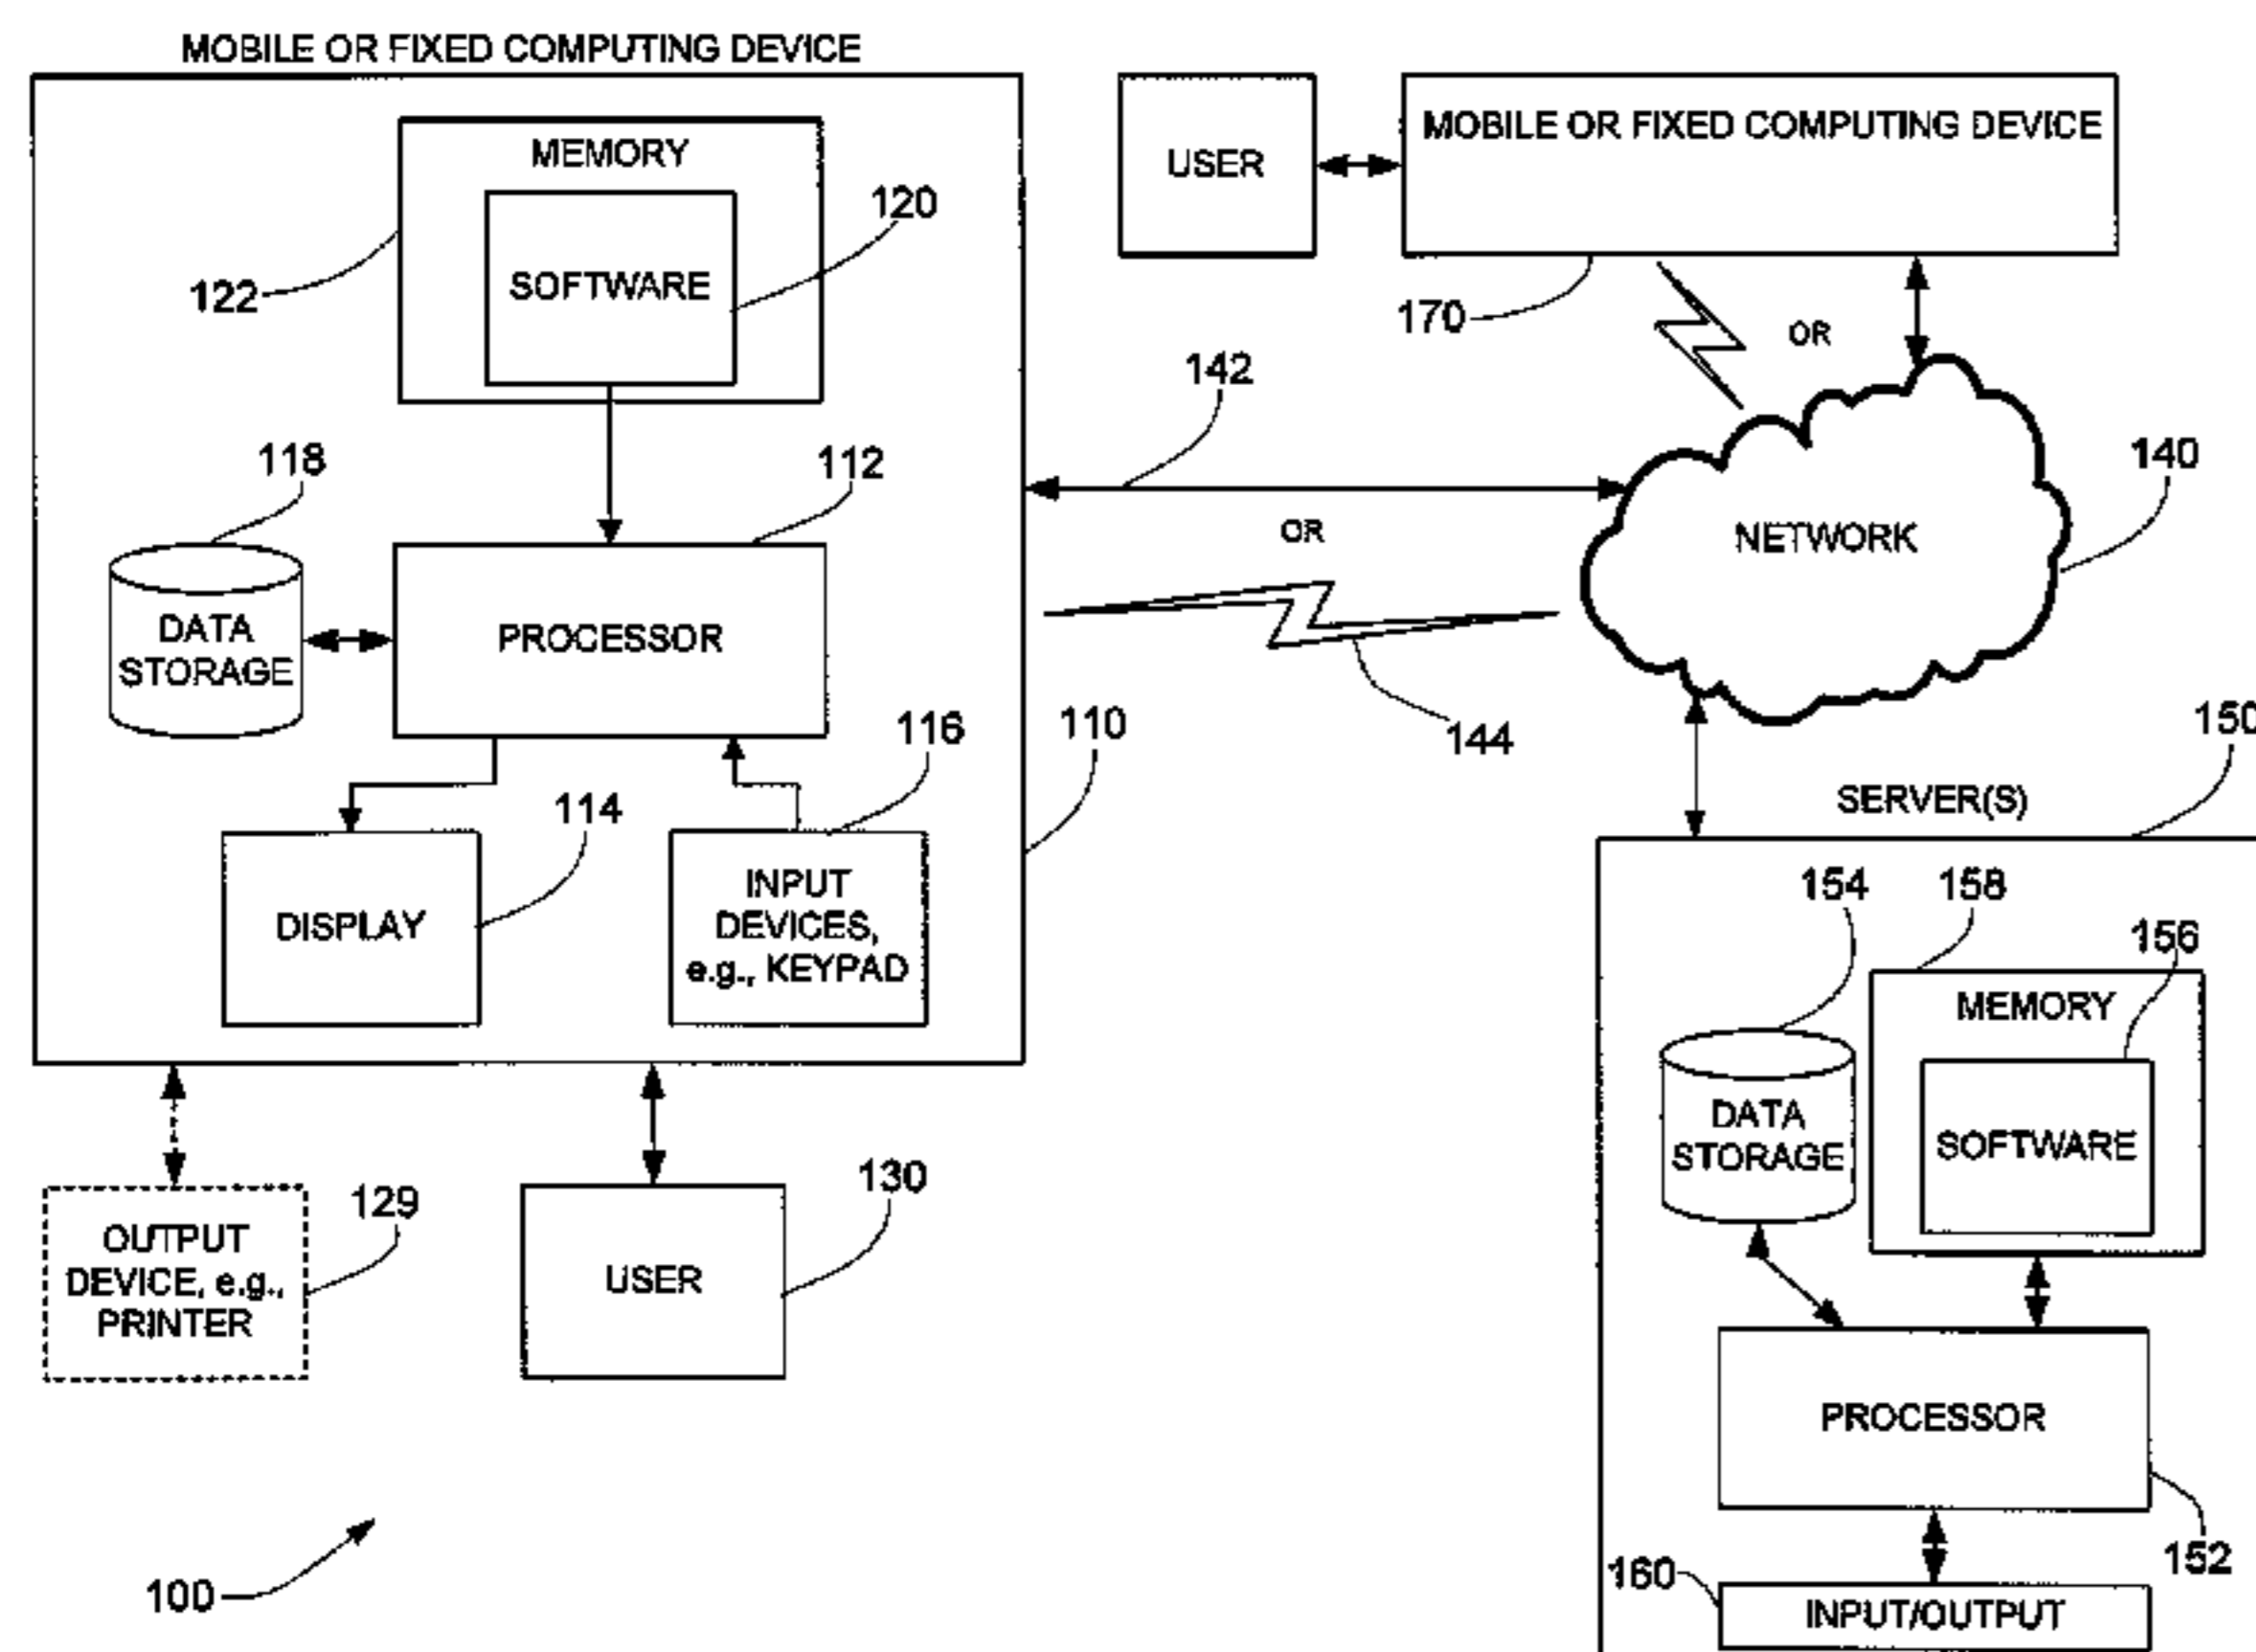 MOBILE OR FIXED COMPUTING DEVICE
MEMORY
SOFTWARE
120
122
118
112
DATA
STORAGE
PROCESSOR
116
110
114
DISPLAY
INPUT
DEVICES,
e.g., KEYPAD
OUTPUT
DEVICE, e.g.,
PRINTER
129
USER
130
100
USER
MOBILE OR FIXED COMPUTING DEVICE
170
OR
142
OR
144
NETWORK
140
150
SERVER(S)
154
158
156
MEMORY
DATA
STORAGE
SOFTWARE
PROCESSOR
152
160
INPUT/OUTPUT